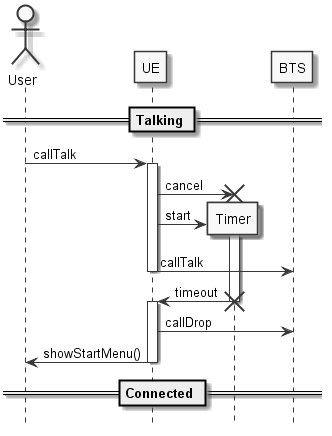 User
UE
BTS
Talking
callTalk
cancel
start
Timer
callTalk
timeout
callDrop
showStartMenu()
Connected